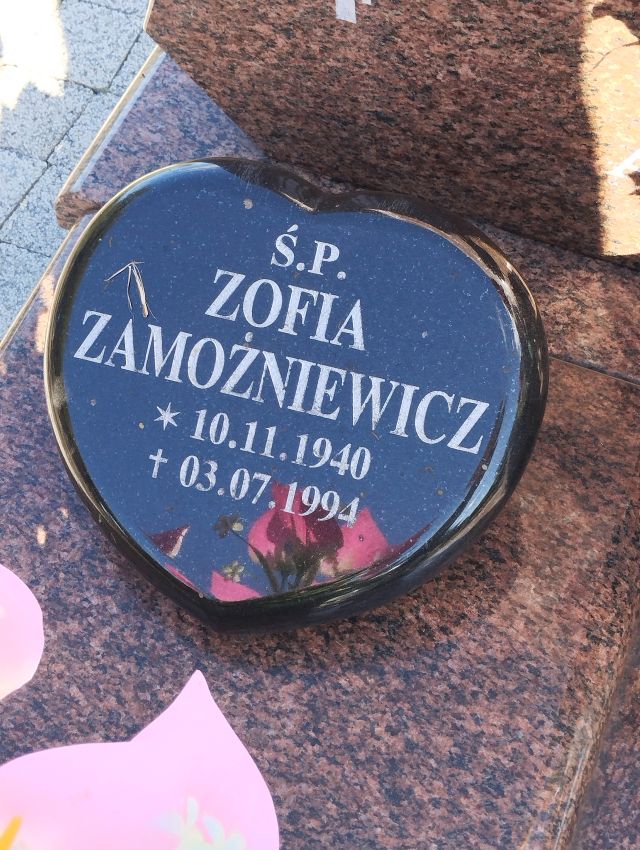 Ś.P.
ZOFIA
ZAMOŻNIEWICZ
* 10.11.1940
† 03.07.1994